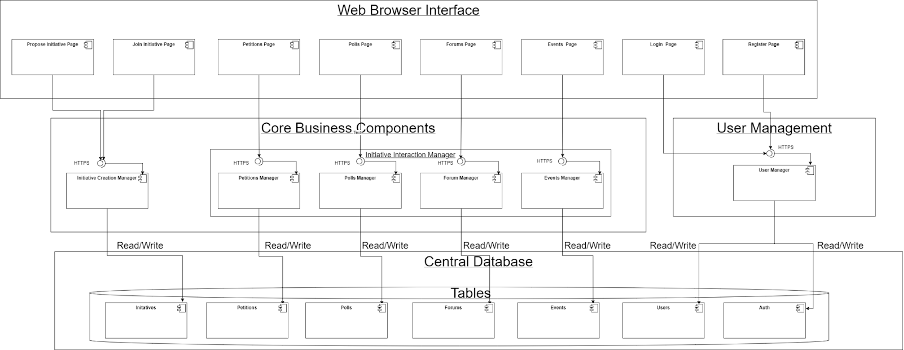 Web Browser Interface
Propose Initiative Page
Join Initiative Page
Petitions Page
Polls Page
Forums Page
Events Page
Login Page
Register Page
Core Business Components
User Management
Initiative Interaction Manager
HTTPS
HTTPS
HTTPS
HTTPS
HTTPS
HTTPS
Initiative Creation Manager
Petitions Manager
Polls Manager
Forum Manager
Events Manager
User Manager
Read/Write
Read/Write
Read/Write
Read/Write
Read/Write
Read/Write
Read/Write
Central Database
Tables
Initatives
Petitions
Polls
Forums
Events
Users
Auth